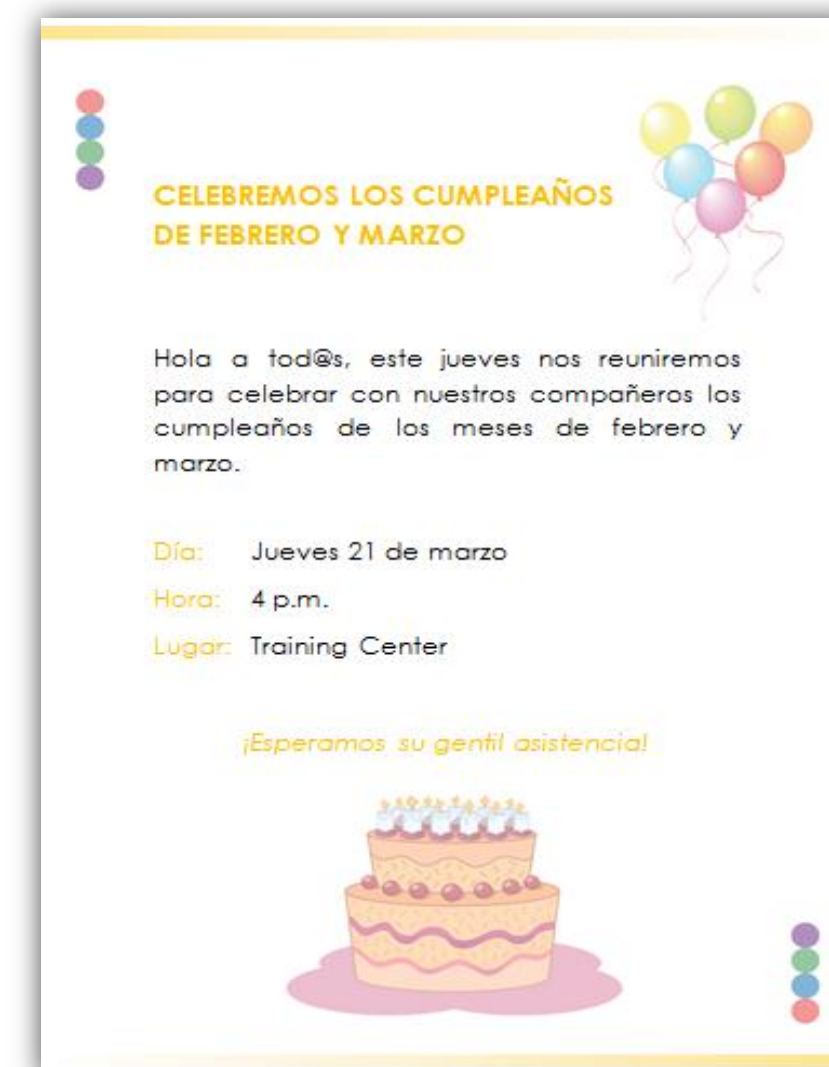 CELEBREMOS LOS CUMPLEAÑOS
DE FEBRERO Y MARZO
Hola a tod@s, este jueves nos reuniremos
para celebrar con nuestros compañeros los
cumpleaños de los meses de febrero y
marzo.
Día: Jueves 21 de marzo
Hora: 4 p.m.
Lugar: Training Center
¡Esperamos su gentil asistencia!